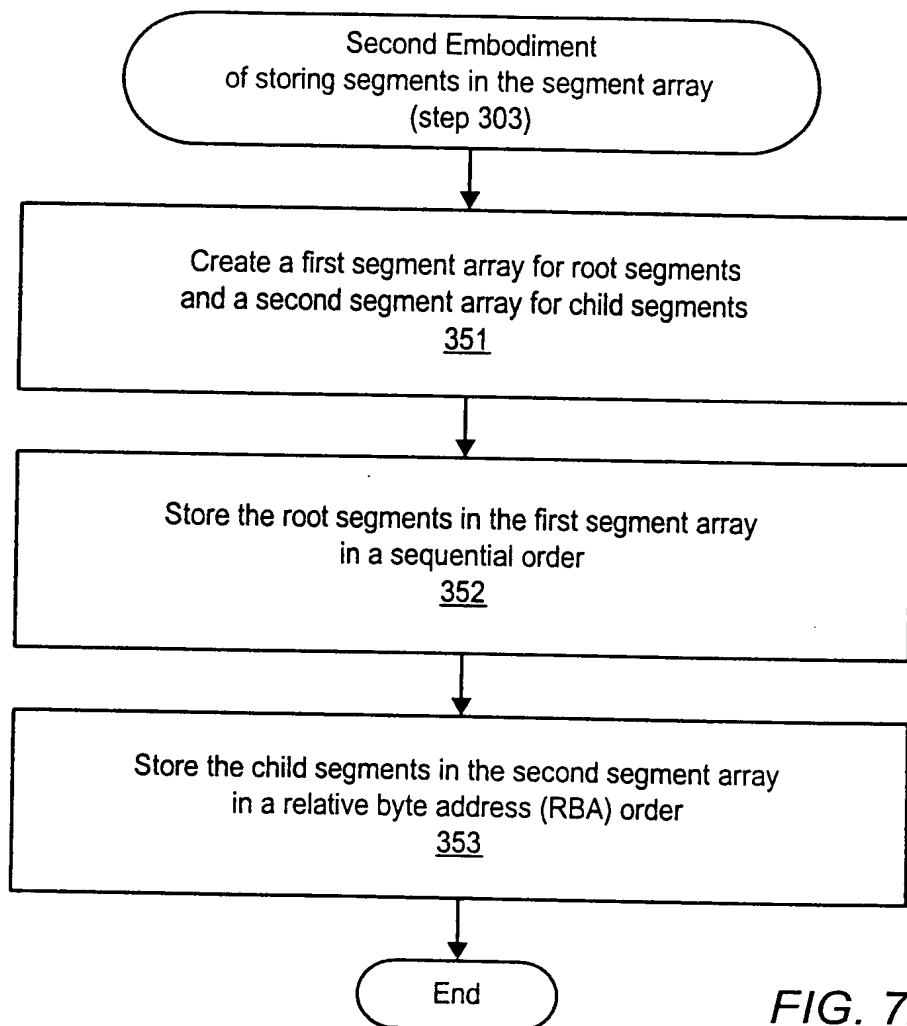 Second Embodiment
of storing segments in the segment array
(step 303)
Create a first segment array for root segments
and a second segment array for child segments
351
Store the root segments in the first segment array
in a sequential order
352
Store the child segments in the second segment array
in a relative byte address (RBA) order
353
End
FIG. 7